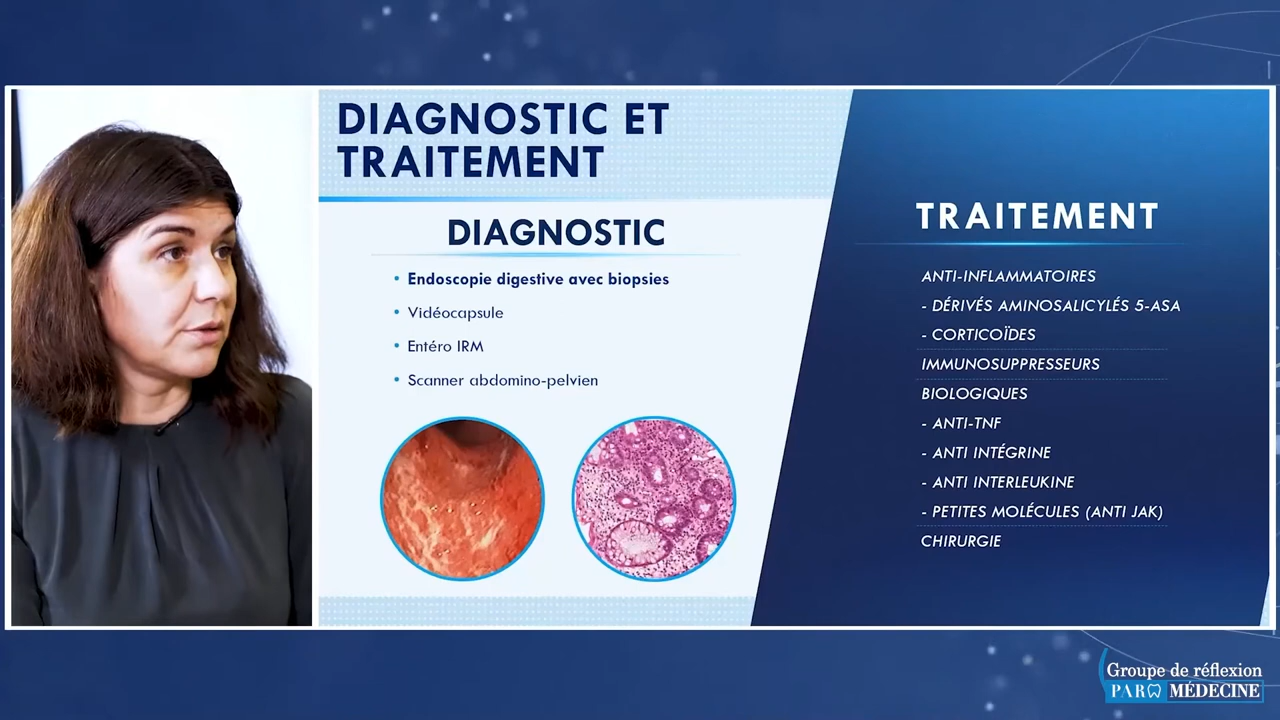 DIAGNOSTIC ET
TRAITEMENT
DIAGNOSTIC
• Endoscopie digestive avec biopsies
• Vidéocapsule
• Entéro IRM
• Scanner abdomino-pelvien
TRAITEMENT
ANTI-INFLAMMATOIRES
- DÉRIVÉS AMINOSALICYLÉS 5-ASA
- CORTICOÏDES
IMMUNOSUPPRESSEURS
BIOLOGIQUES
- ANTI-TNF
- ANTI INTÉGRINE
- ANTI INTERLEUKINE
- PETITES MOLÉCULES (ANTI JAK)
CHIRURGIE
Groupe de réflexion
PARO MÉDECINE